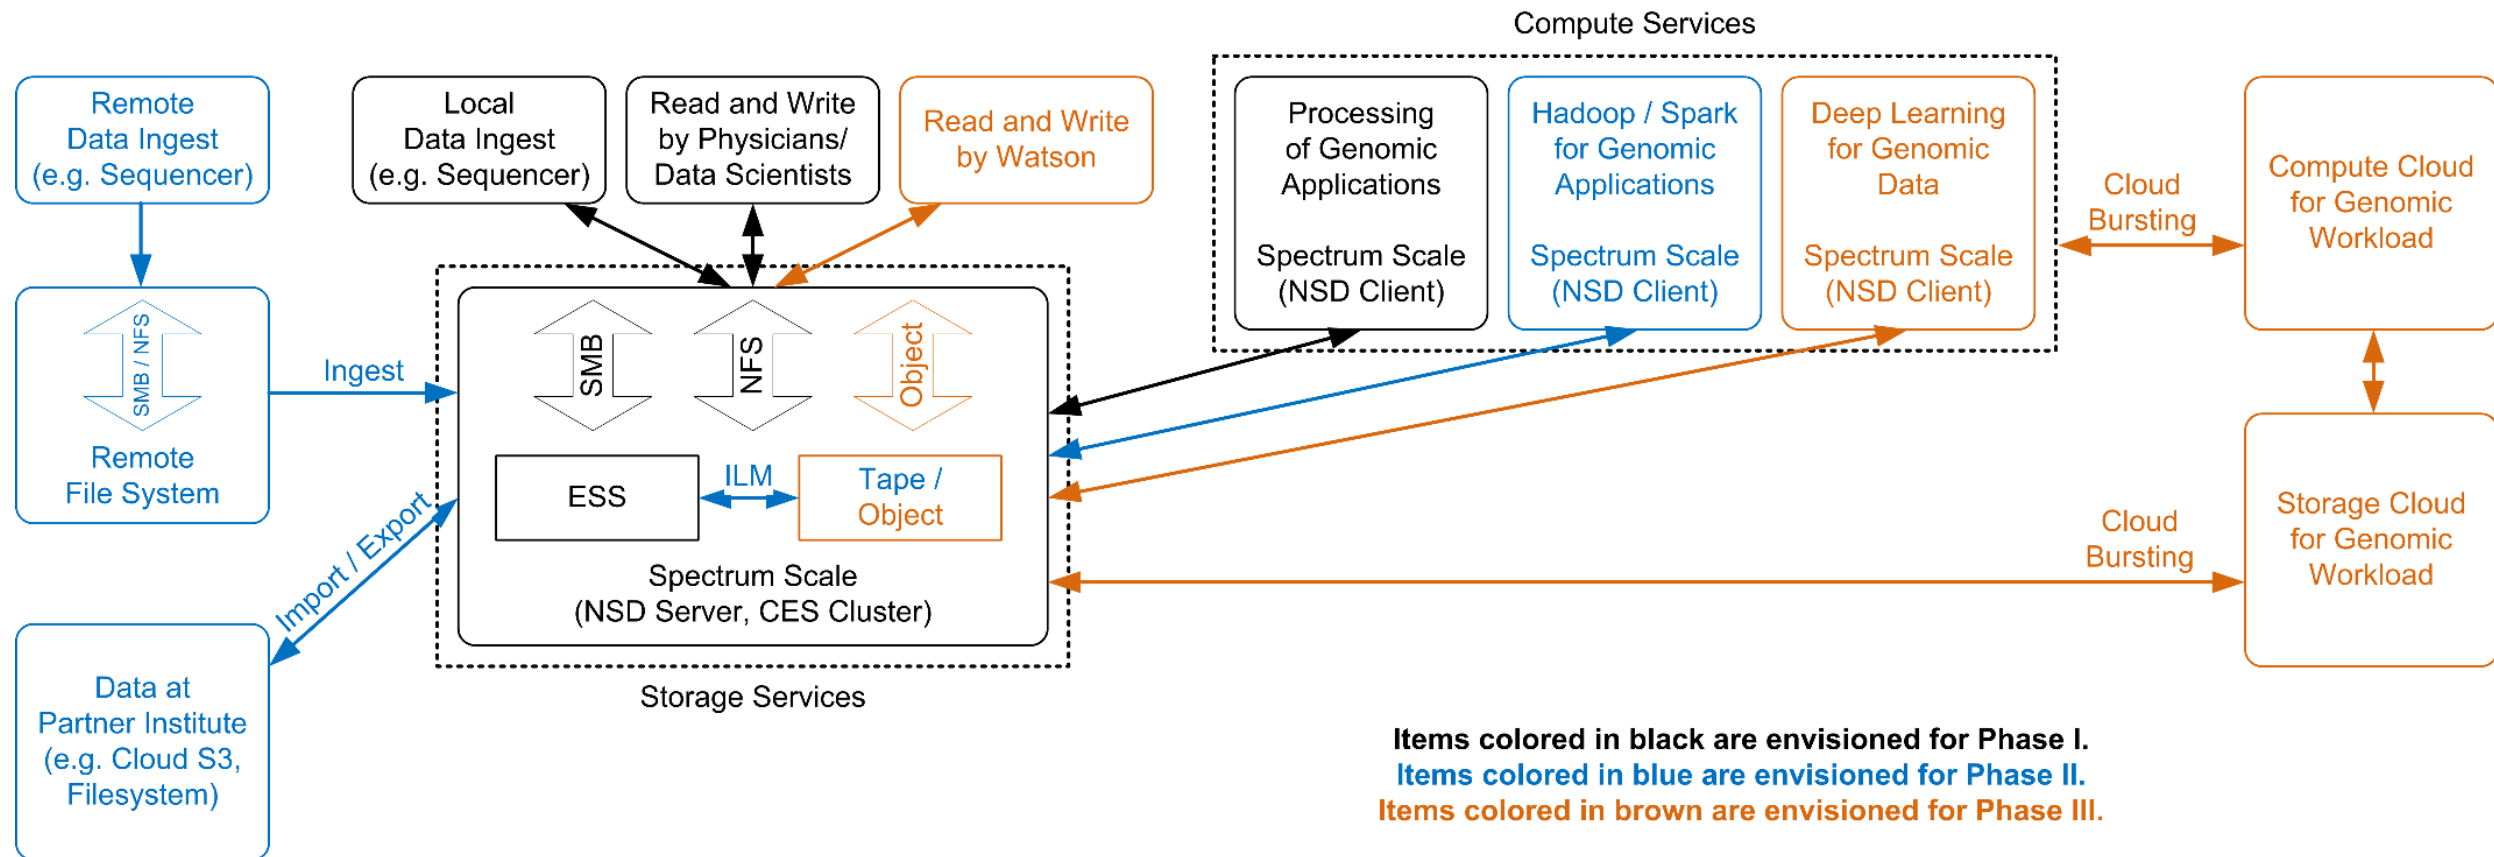 Compute Services
Remote
Data Ingest
(e.g. Sequencer)
Local
Data Ingest
(e.g. Sequencer)
Read and Write
by Physicians/
Data Scientists
Read and Write
by Watson
Processing
of Genomic
Applications
Spectrum Scale
(NSD Client)
Hadoop / Spark
for Genomic
Applications
Spectrum Scale
(NSD Client)
Deep Learning
for Genomic
Data
Spectrum Scale
(NSD Client)
Cloud
Bursting
Compute Cloud
for Genomic
Workload
SMB / NFS
Remote
File System
Ingest
SMB
NFS
Object
ESS
ILM
Tape /
Object
Spectrum Scale
(NSD Server, CES Cluster)
Storage Services
Import / Export
Cloud
Bursting
Storage Cloud
for Genomic
Workload
Data at
Partner Institute
(e.g. Cloud S3,
Filesystem)
Items colored in black are envisioned for Phase I.
Items colored in blue are envisioned for Phase II.
Items colored in brown are envisioned for Phase III.